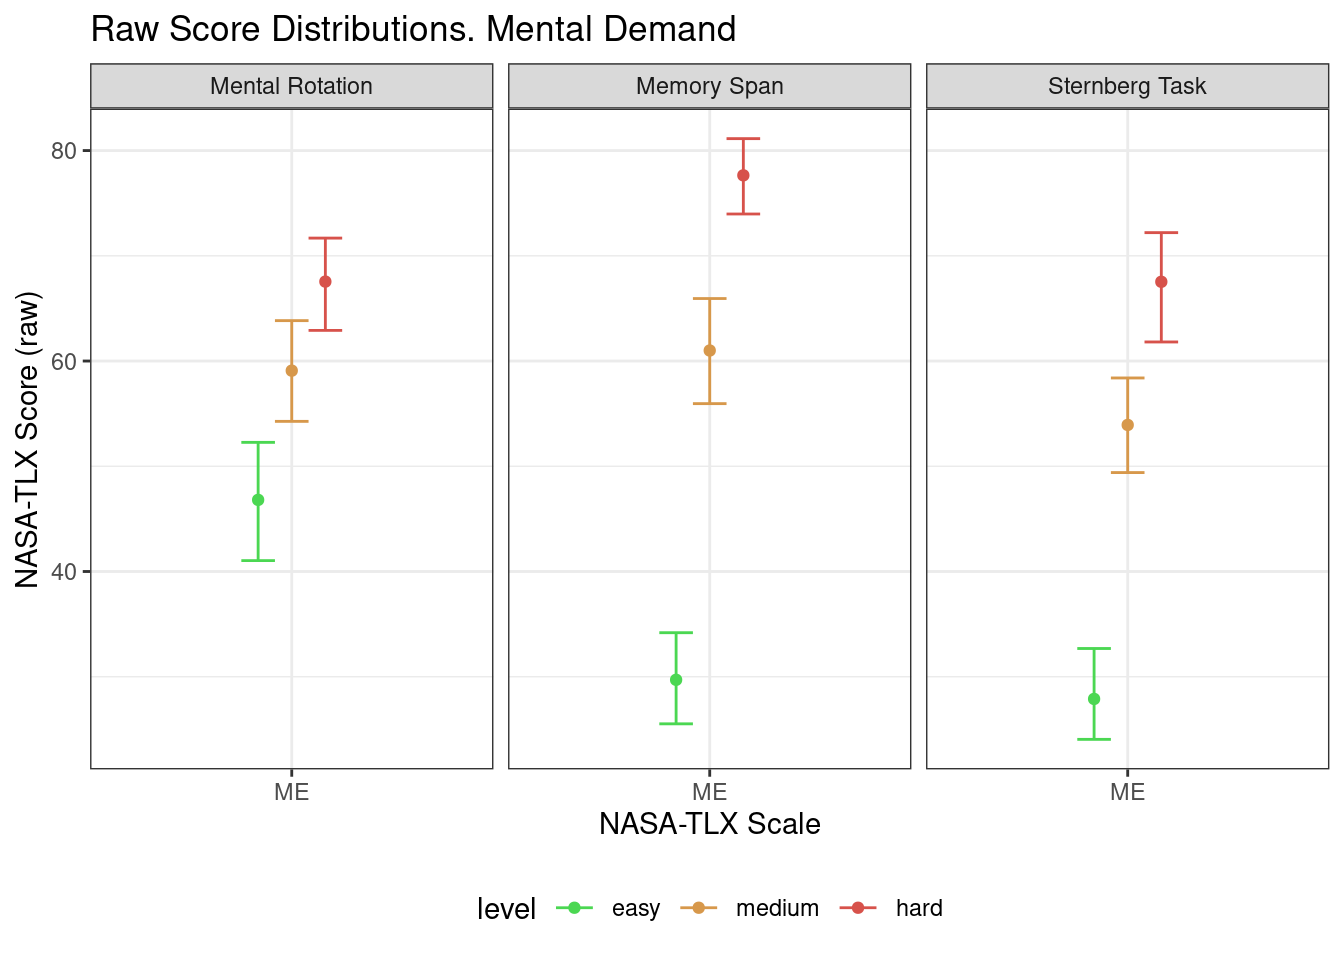 Raw Score Distributions. Mental Demand
Mental Rotation
Memory Span
Sternberg Task
NASA-TLX Score (raw)
80
60
40
ME
ME
ME
NASA-TLX Scale
level easy medium hard